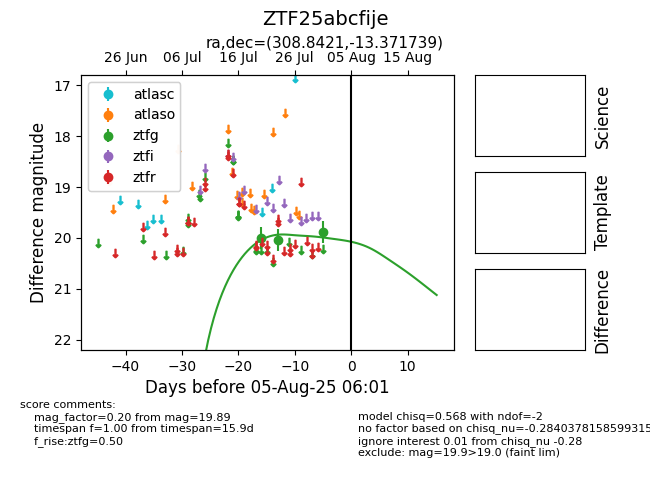 ZTF25abcfije
ra,dec=(308.8421,-13.371739)
26 Jun 06 Jul 16 Jul 26 Jul 05 Aug 15 Aug
17
18
19
20
21
22
Difference magnitude
atlasc
atlaso
ztfg
ztfi
ztfr
−40 −30 −20 −10 0 10
Days before 05-Aug-25 06:01
Science
Template
Difference
score comments:
mag_factor=0.20 from mag=19.89
timespan f=1.00 from timespan=15.9d
f_rise:ztfg=0.50
model chisq=0.568 with ndof=-2
no factor based on chisq_nu=-0.2840378158599315
ignore interest 0.01 from chisq_nu -0.28
exclude: mag=19.9>19.0 (faint lim)